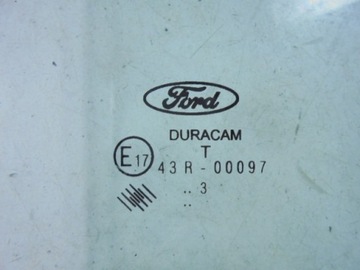 Ford
DURACAM
T
E17 43R-00097
..3
..